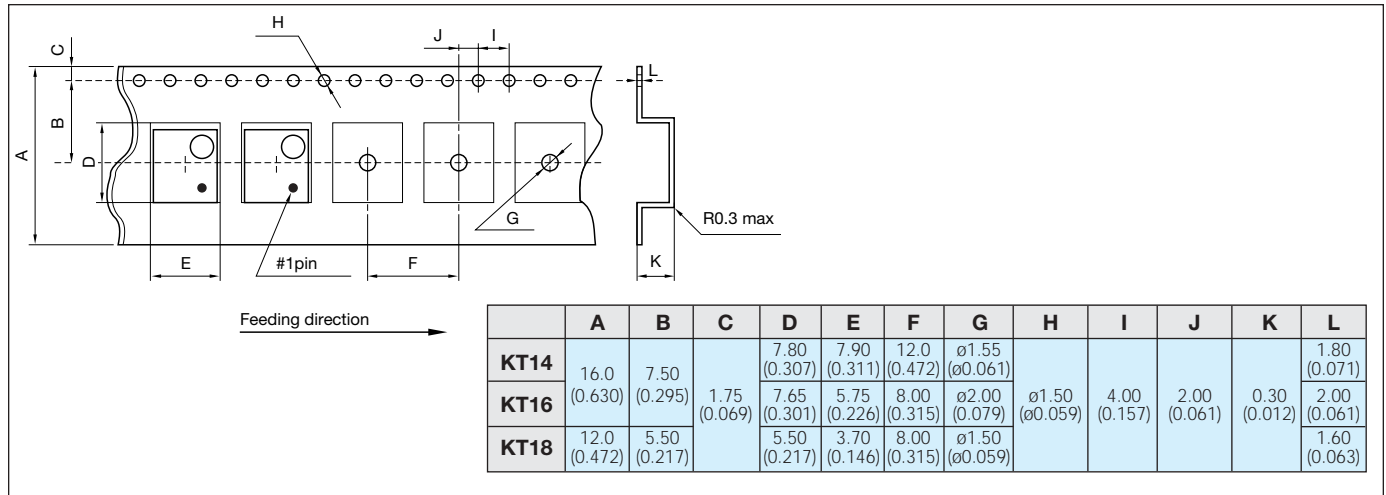 H
J
I
C
L
B
A
D
G
R0.3 max
E
#1pin
F
K
Feeding direction
A B C D E F G H I J K L
KT14 16.0 (0.630) 7.50 (0.295) 1.75 (0.069) 7.80 (0.307) 7.90 (0.311) 12.0 (0.472) ø1.55 (ø0.061) ø1.50 (ø0.059) 4.00 (0.157) 2.00 (0.061) 0.30 (0.012) 1.80 (0.071)
KT16 7.65 (0.301) 5.75 (0.226) 8.00 (0.315) ø2.00 (0.079) 2.00 (0.061)
KT18 12.0 (0.472) 5.50 (0.217) 5.50 (0.217) 3.70 (0.146) 8.00 (0.315) ø1.50 (ø0.059) 1.60 (0.063)